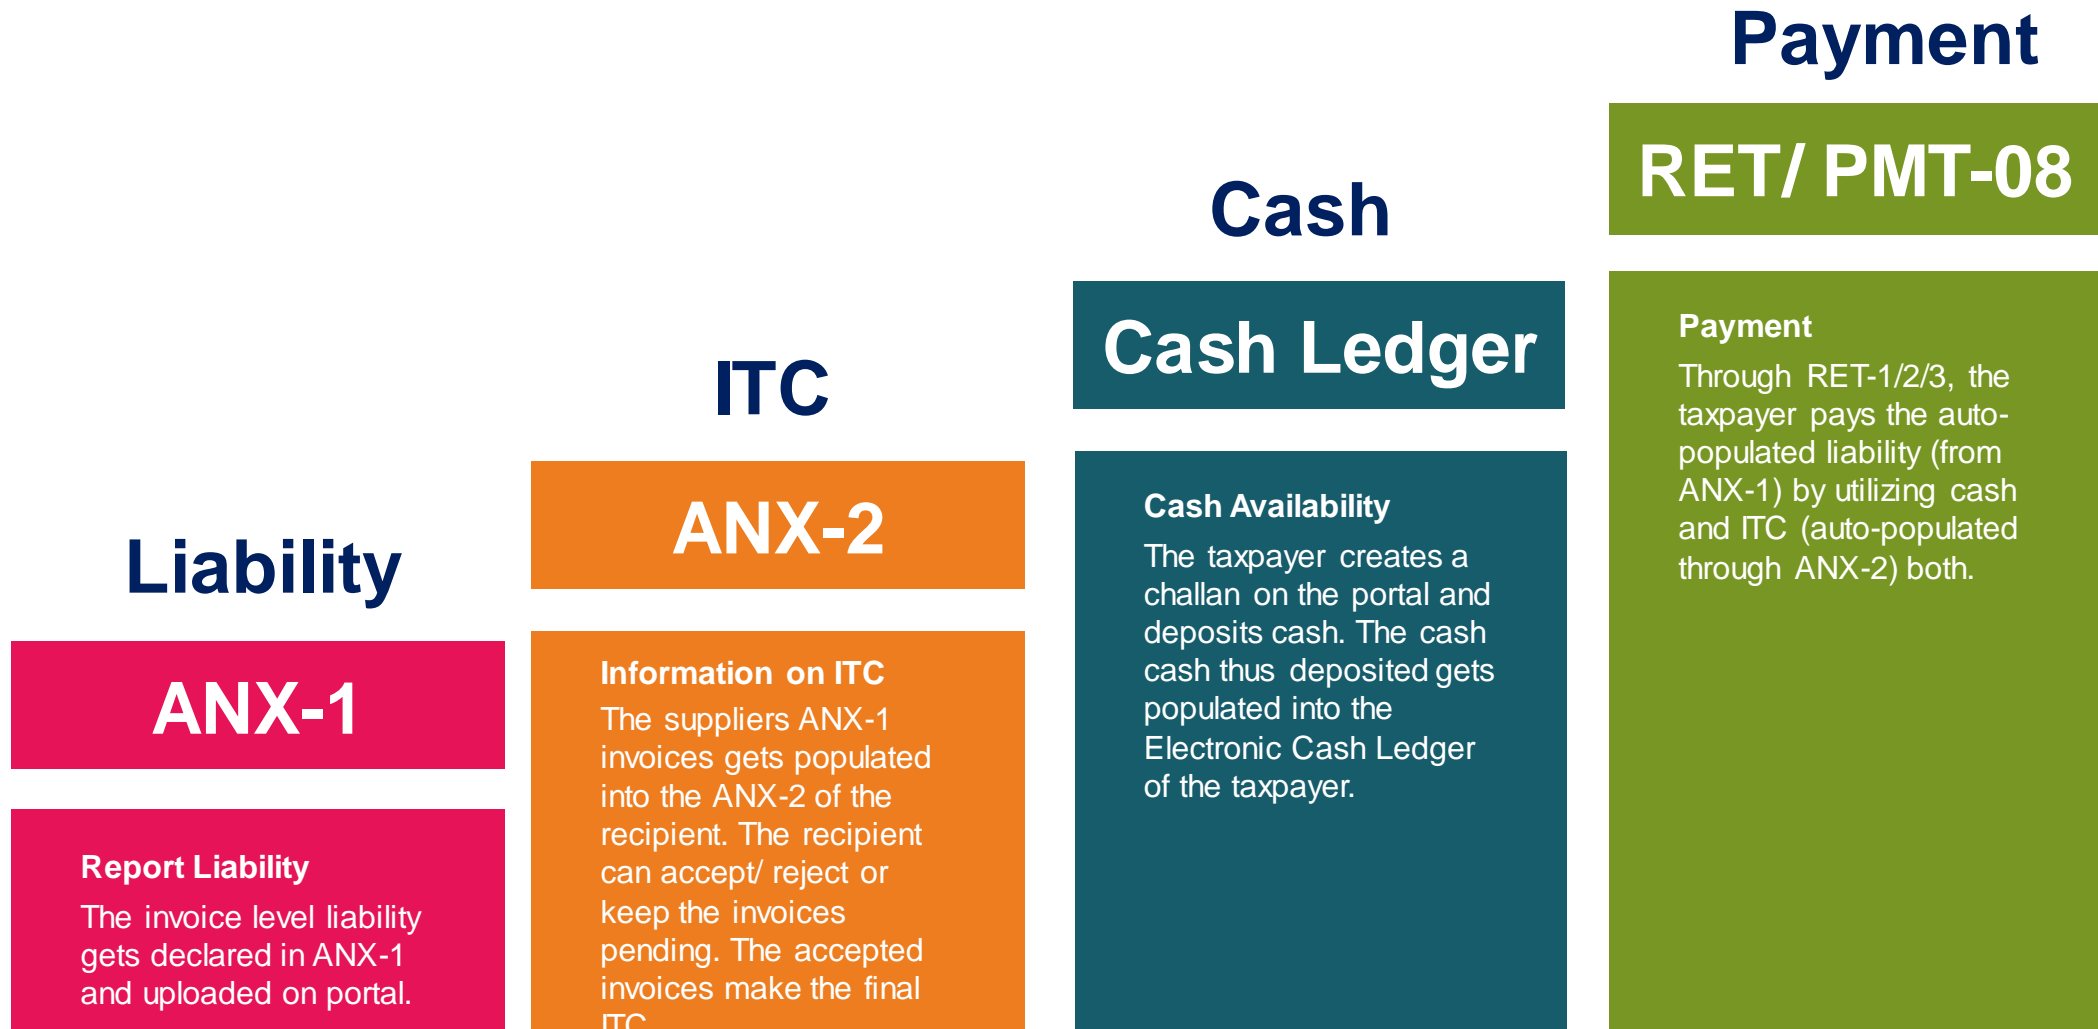 Liability
ANX-1
Report Liability
The invoice level liability
gets declared in ANX-1
and uploaded on portal.
ITC
ANX-2
Information on ITC
The suppliers ANX-1
invoices gets populated
into the ANX-2 of the
recipient. The recipient
can accept/ reject or
keep the invoices
pending. The accepted
invoices make the final
ITC
Cash
Cash Ledger
Cash Availability
The taxpayer creates a
challan on the portal and
deposits cash. The cash
cash thus deposited gets
populated into the
Electronic Cash Ledger
of the taxpayer.
Payment
RET/ PMT-08
Payment
Through RET-1/2/3, the
taxpayer pays the auto-
populated liability (from
ANX-1) by utilizing cash
and ITC (auto-populated
through ANX-2) both.